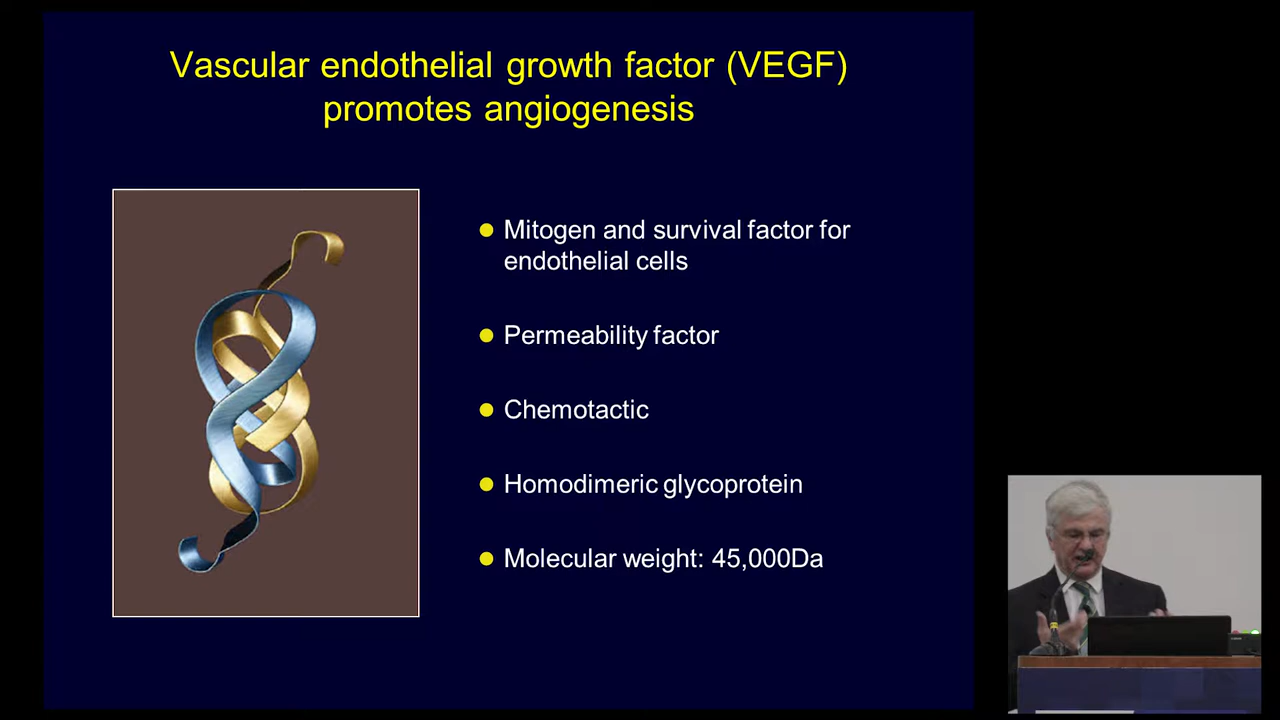 Vascular endothelial growth factor (VEGF)
promotes angiogenesis
Mitogen and survival factor for
endothelial cells
Permeability factor
Chemotactic
Homodimeric glycoprotein
Molecular weight: 45,000Da